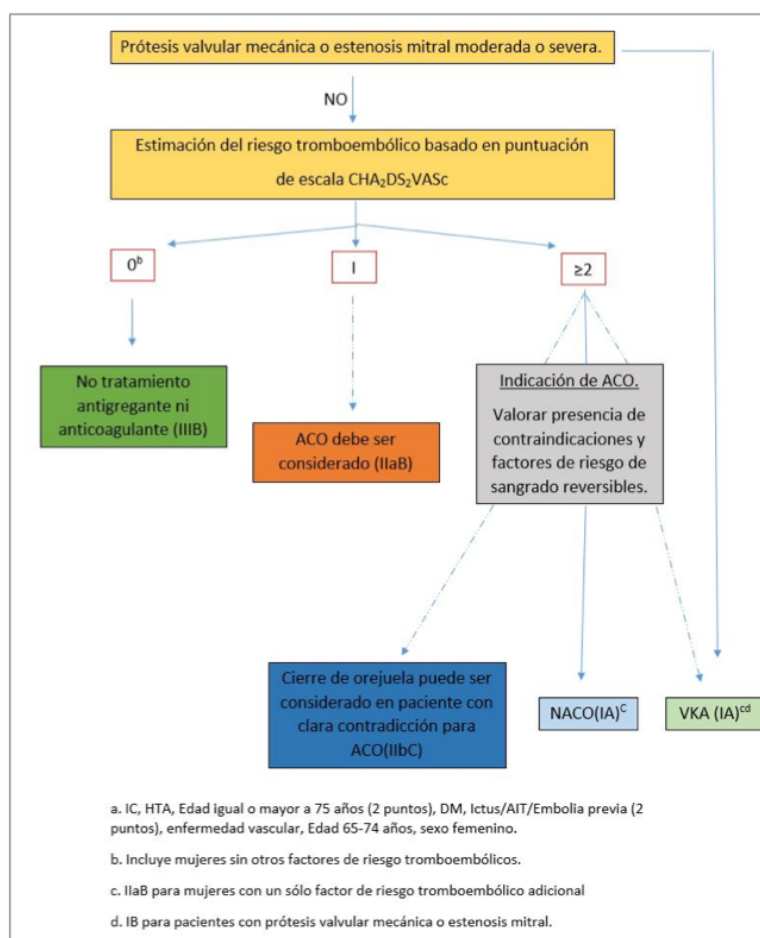 Prótesis valvular mecánica o estenosis mitral moderada o severa.
NO
Estimación del riesgo tromboembólico basado en puntuación
de escala CHA₂DS₂VASc
0ᵇ
I
≥2
No tratamiento
antigregante ni
anticoagulante (IIIB)
ACO debe ser
considerado (IIaB)
Indicación de ACO.
Valorar presencia de
contraindicaciones y
factores de riesgo de
sangrado reversibles.
Cierre de orejuela puede ser
considerado en paciente con
clara contradicción para
ACO(IIbC)
NACO(IA)ᶜ
VKA (IA)ᶜᵈ
a. IC, HTA, Edad igual o mayor a 75 años (2 puntos), DM, Ictus/AIT/Embolia previa (2
puntos), enfermedad vascular, Edad 65-74 años, sexo femenino.
b. Incluye mujeres sin otros factores de riesgo tromboembólicos.
c. IIaB para mujeres con un sólo factor de riesgo tromboembólico adicional
d. IB para pacientes con prótesis valvular mecánica o estenosis mitral.